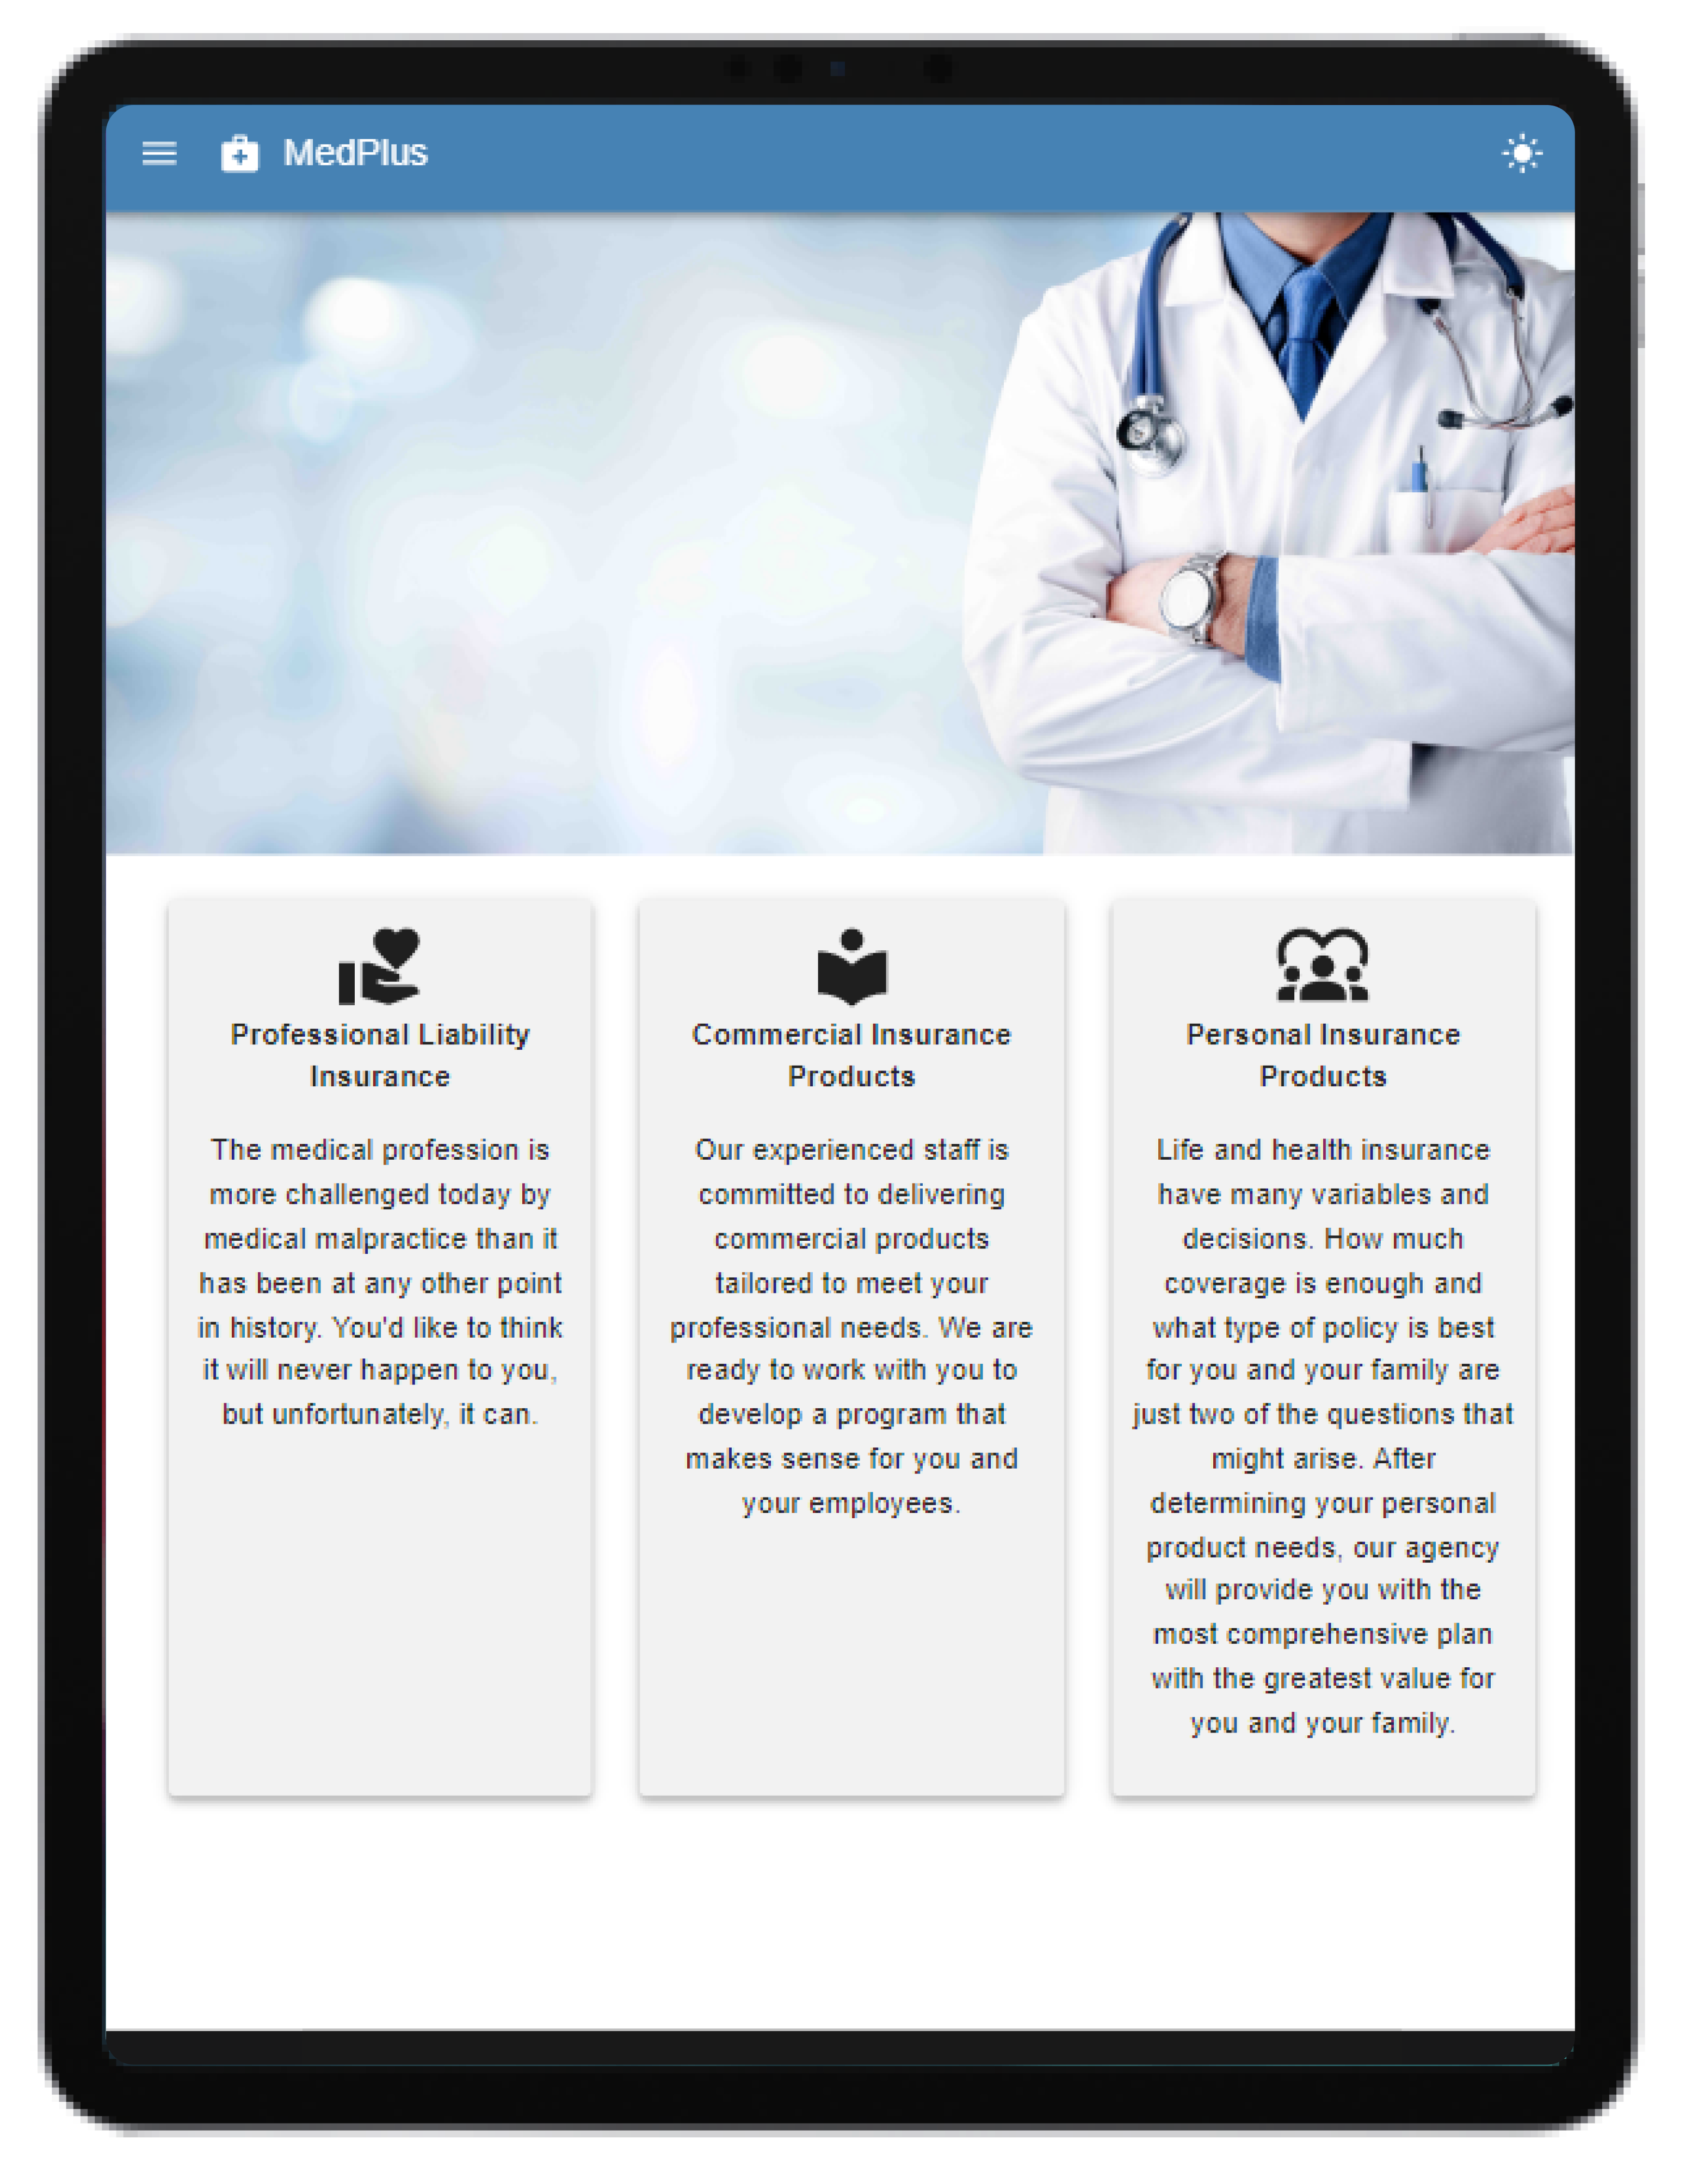 MedPlus
Professional Liability
Insurance
The medical profession is
more challenged today by
medical malpractice than it
has been at any other point
in history. You'd like to think
it will never happen to you,
but unfortunately, it can.
Commercial Insurance
Products
Our experienced staff is
committed to delivering
commercial products
tailored to meet your
professional needs. We are
ready to work with you to
develop a program that
makes sense for you and
your employees.
Personal Insurance
Products
Life and health insurance
have many variables and
decisions. How much
coverage is enough and
what type of policy is best
for you and your family are
just two of the questions that
might arise. After
determining your personal
product needs, our agency
will provide you with the
most comprehensive plan
with the greatest value for
you and your family.